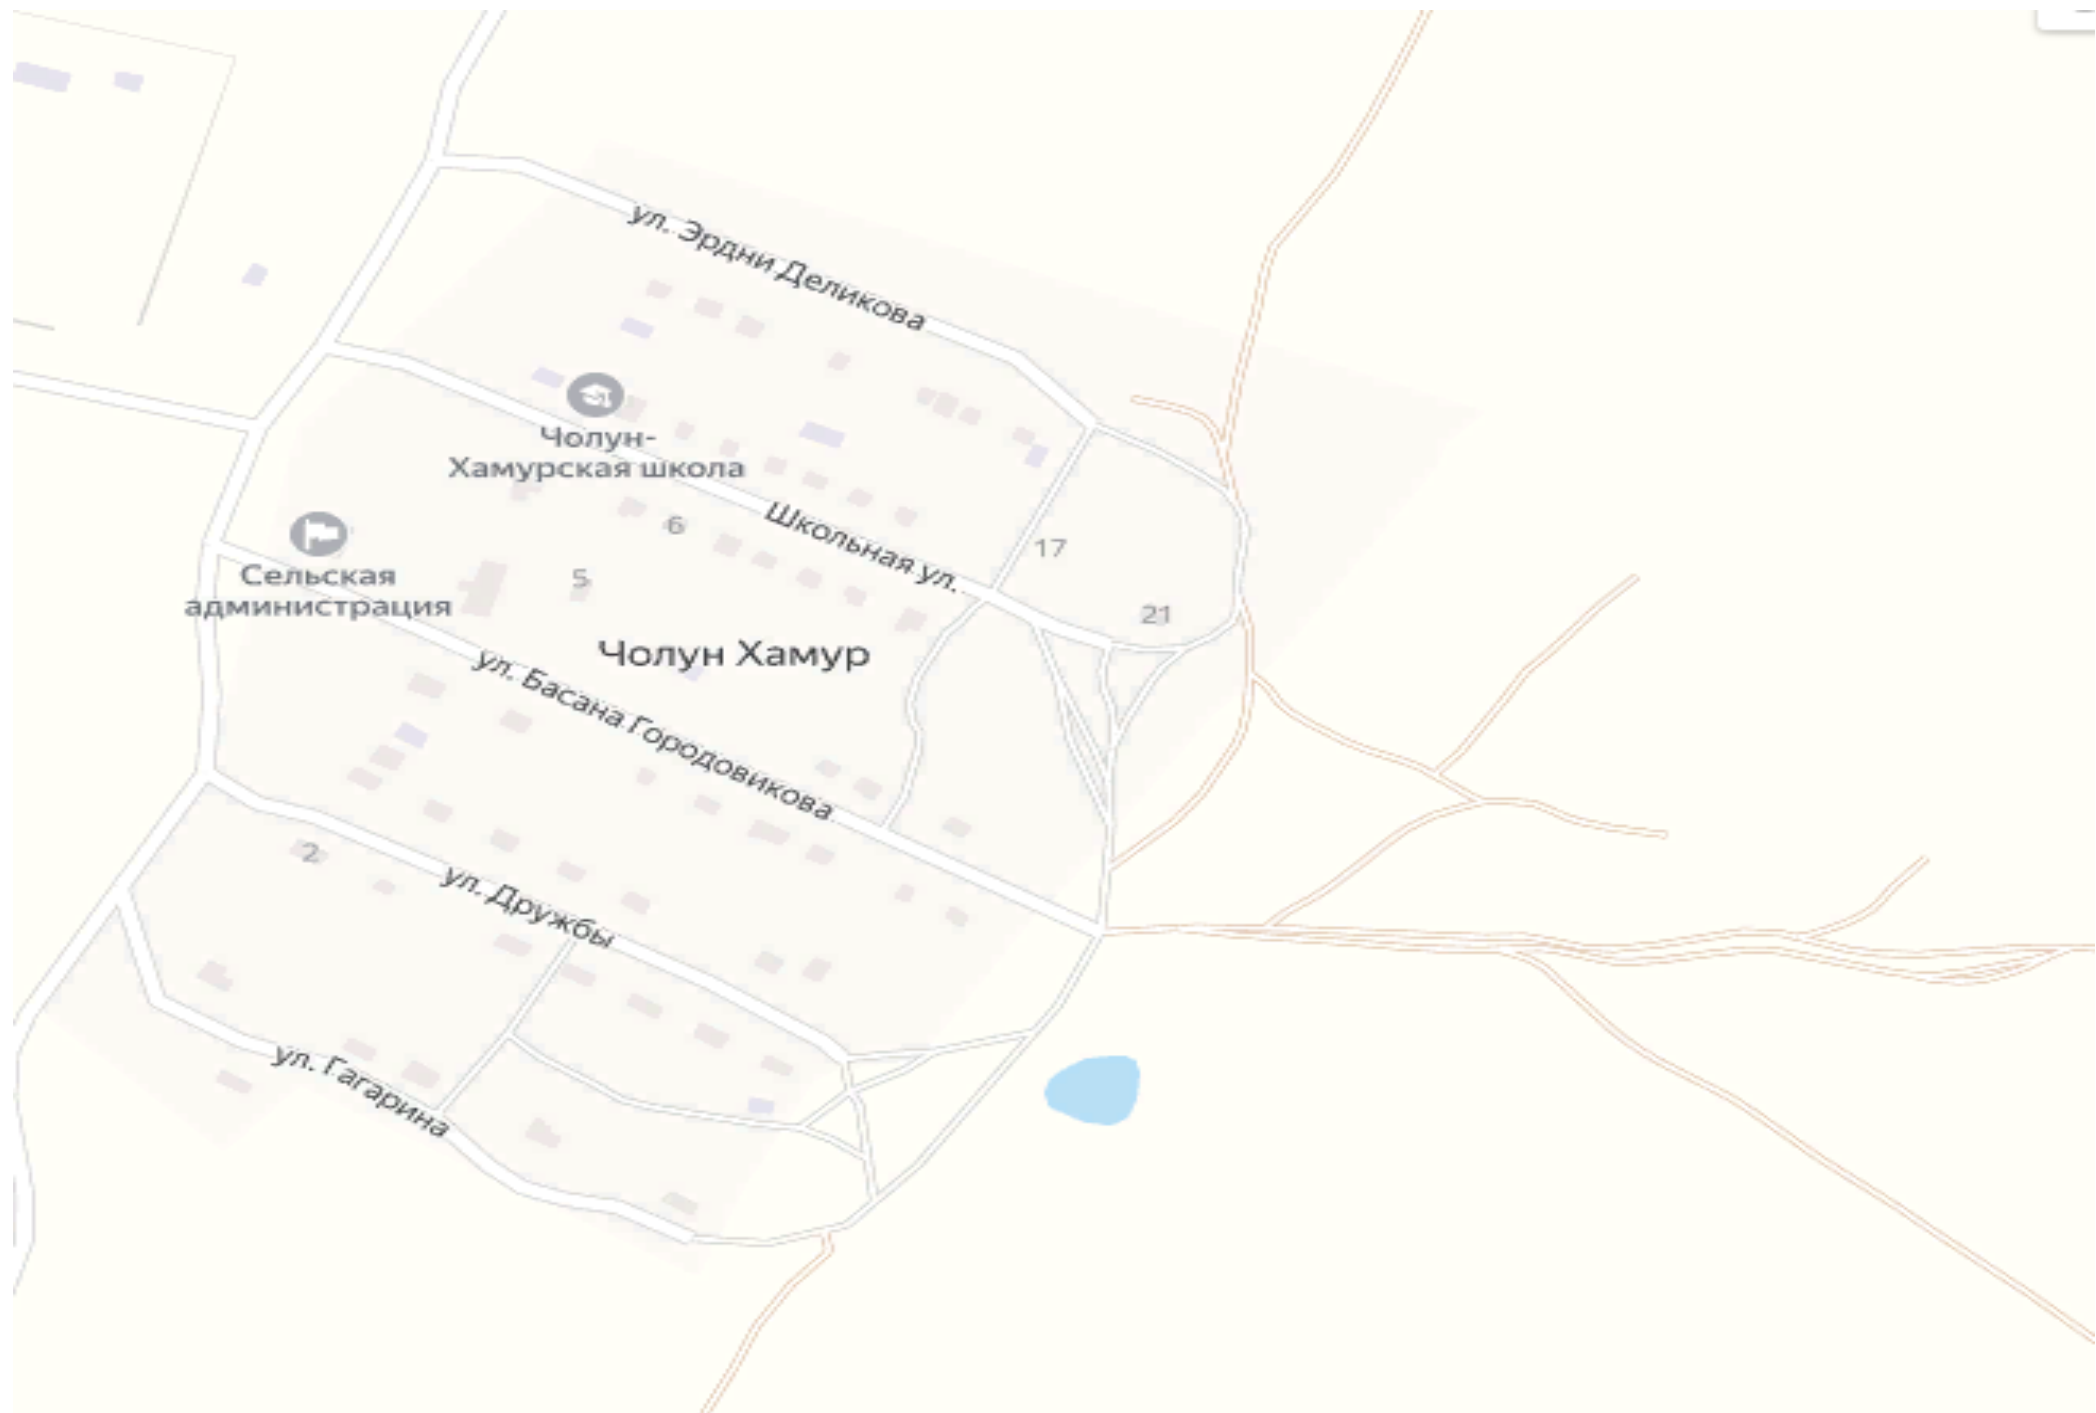 ул. Эрдни Деликова
Чолун-
Хамурская школа
Школьная ул.
6
17
Сельская
администрация
5
21
Чолун Хамур
ул. Басана Городовикова
2
ул. Дружбы
ул. Гагарина